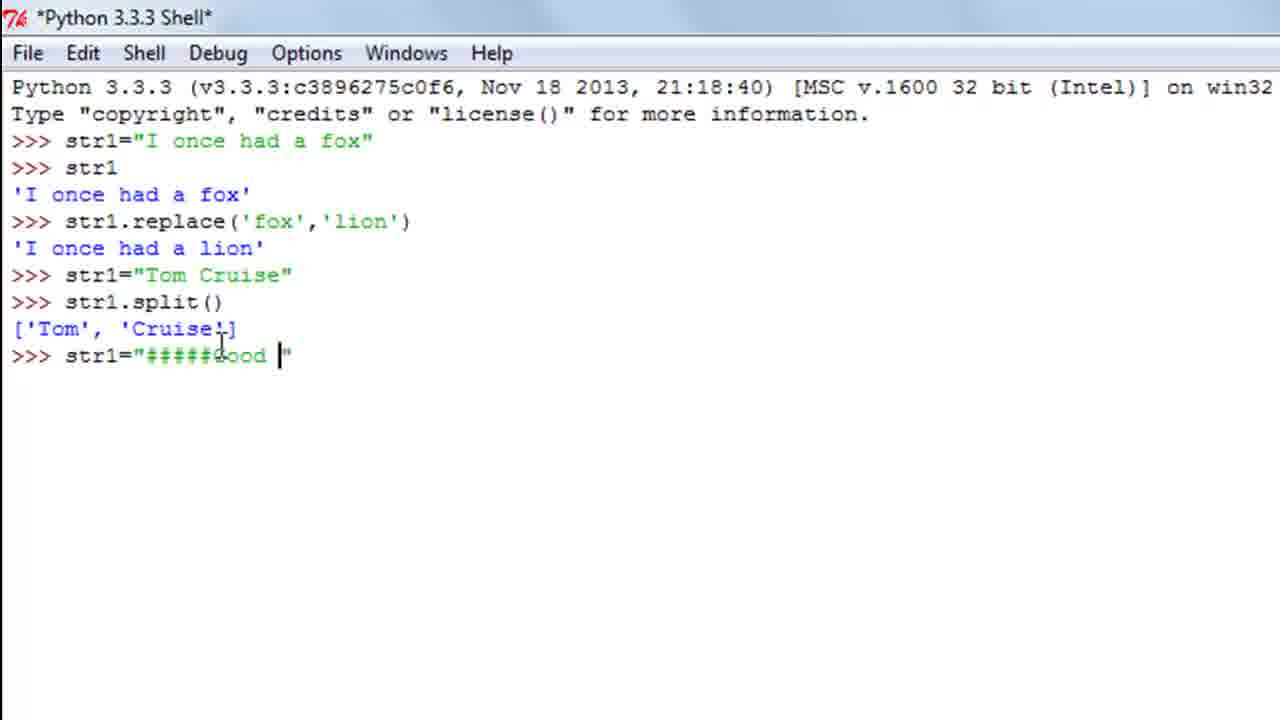 *Python 3.3.3 Shell*
File Edit Shell Debug Options Windows Help
Python 3.3.3 (v3.3.3:c3896275c0f6, Nov 18 2013, 21:18:40) [MSC v.1600 32 bit (Intel)] on win32
Type "copyright", "credits" or "license()" for more information.
>>> str1="I once had a fox"
>>> str1
'I once had a fox'
>>> str1.replace('fox','lion')
'I once had a lion'
>>> str1="Tom Cruise"
>>> str1.split()
['Tom', 'Cruise']
>>> str1="#####Good "